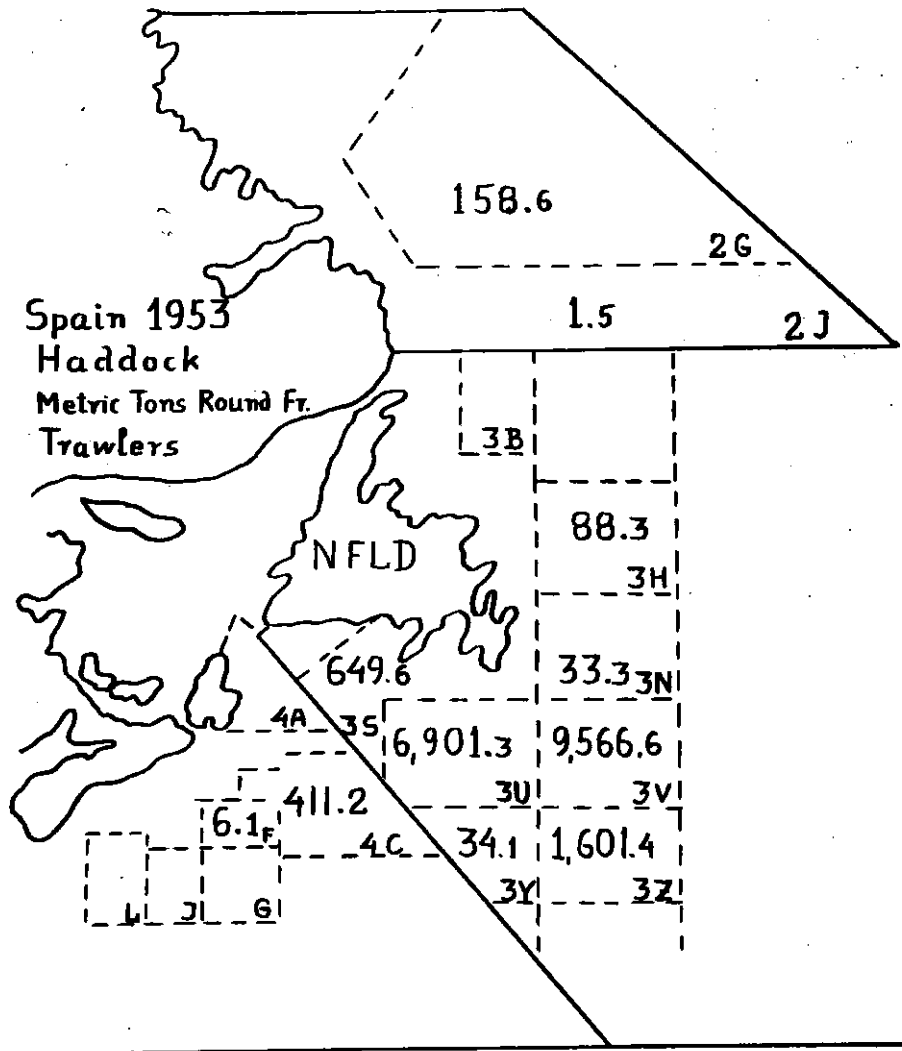 158.6
2G
Spain 1953
1.5
2J
Haddock
Metric Tons Round Fr.
Trawlers
3B
88.3
NFLD
3H
649.6
33.3 3N
4A 3S
6,901.3 9,566.6
3U 3V
411.2
6.1 F
4C 34.1 1,601.4
3Y 3Z
L J G